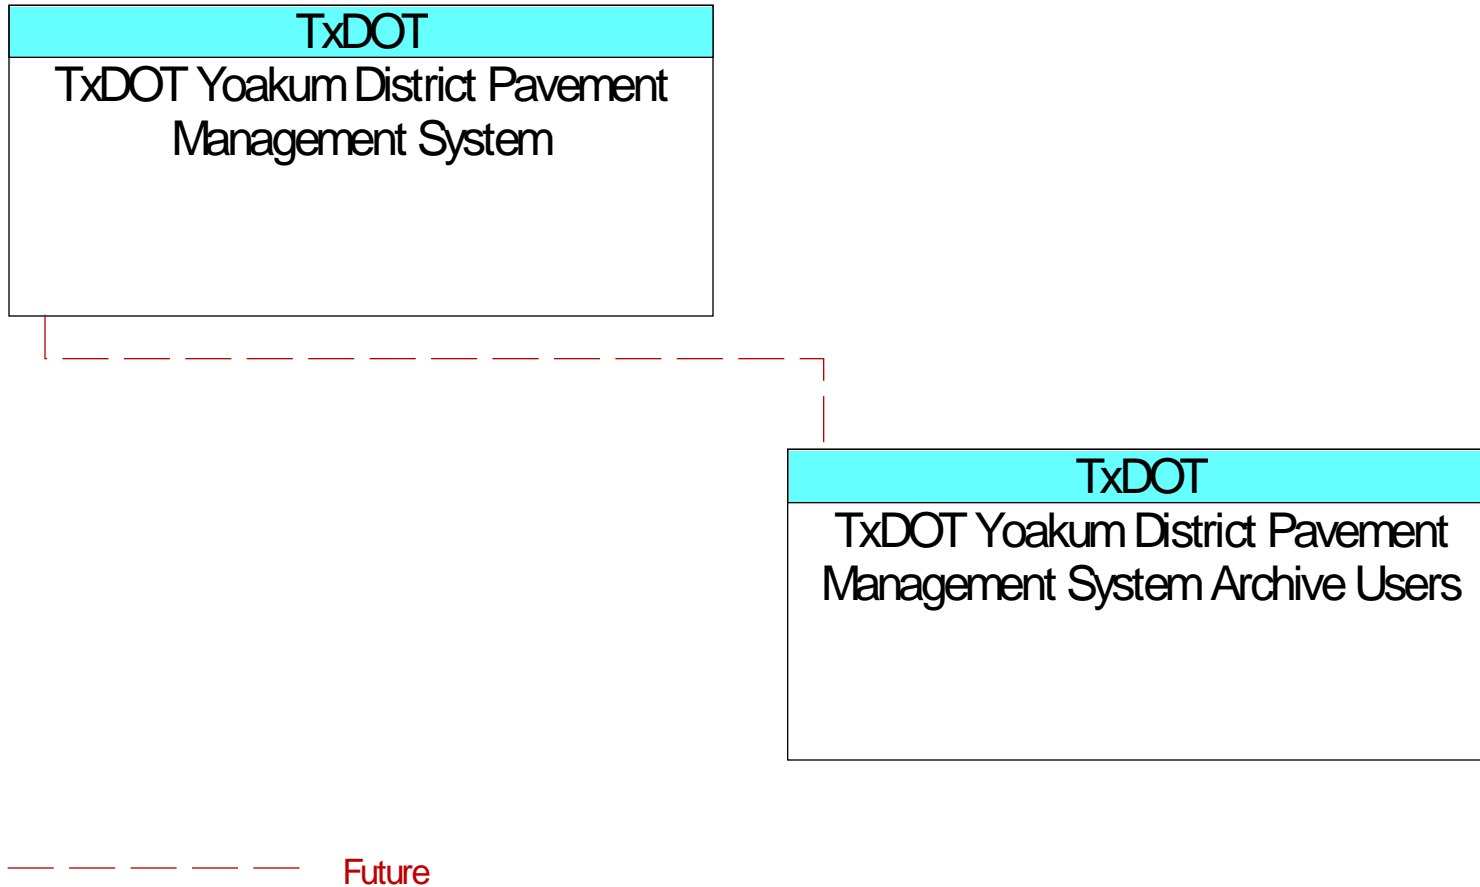 TxDOT
TxDOT Yoakum District Pavement
Management System
TxDOT
TxDOT Yoakum District Pavement
Management System Archive Users
Future